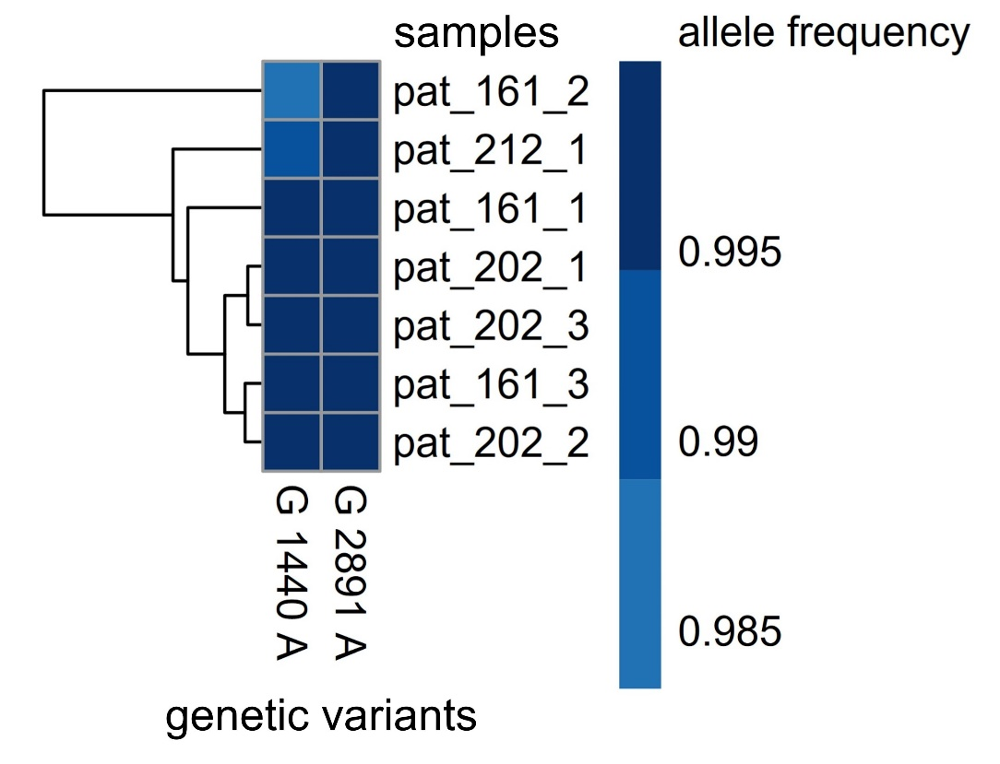 samples
allele frequency
pat_161_2
pat_212_1
pat_161_1
pat_202_1
pat_202_3
pat_161_3
pat_202_2
0.995
0.99
0.985
G 1440 A
G 2891 A
genetic variants